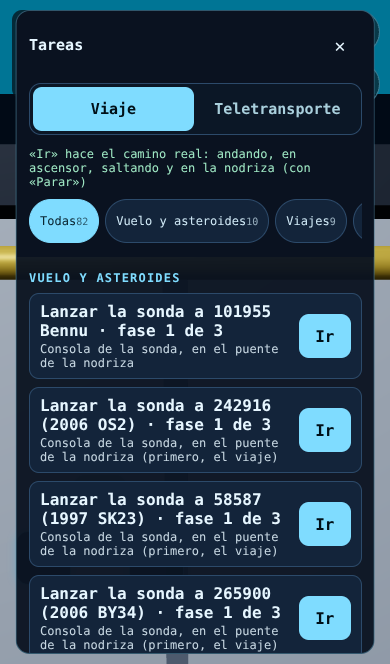 Tareas ×
Viaje Teletransporte
«Ir» hace el camino real: andando, en
ascensor, saltando y en la nodriza (con
«Parar»)
Todas82 Vuelo y asteroides10 Viajes9
VUELO Y ASTEROIDES
Lanzar la sonda a 101955
Bennu · fase 1 de 3
Consola de la sonda, en el puente
de la nodriza
Ir
Lanzar la sonda a 242916
(2006 OS2) · fase 1 de 3
Consola de la sonda, en el puente
de la nodriza (primero, el viaje)
Ir
Lanzar la sonda a 58587
(1997 SK23) · fase 1 de 3
Consola de la sonda, en el puente
de la nodriza (primero, el viaje)
Ir
Lanzar la sonda a 265900
(2006 BY34) · fase 1 de 3
Consola de la sonda, en el puente
de la nodriza (primero, el viaje)
Ir